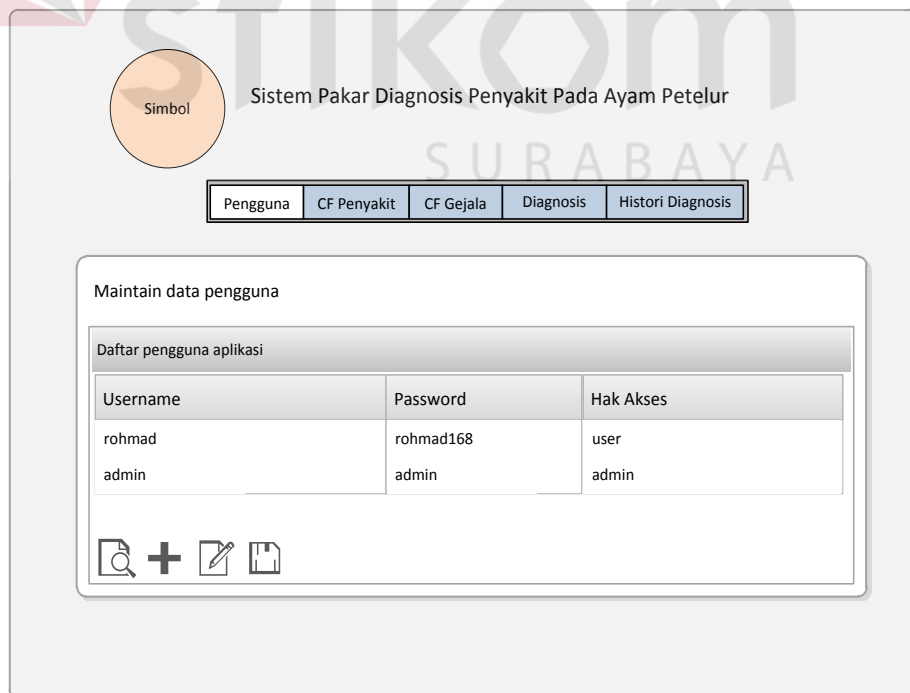 STIKOM
SURABAYA
Simbol
Sistem Pakar Diagnosis Penyakit Pada Ayam Petelur
Pengguna CF Penyakit CF Gejala Diagnosis Histori Diagnosis
Maintain data pengguna
Daftar pengguna aplikasi
Username Password Hak Akses
rohmad rohmad168 user
admin admin admin